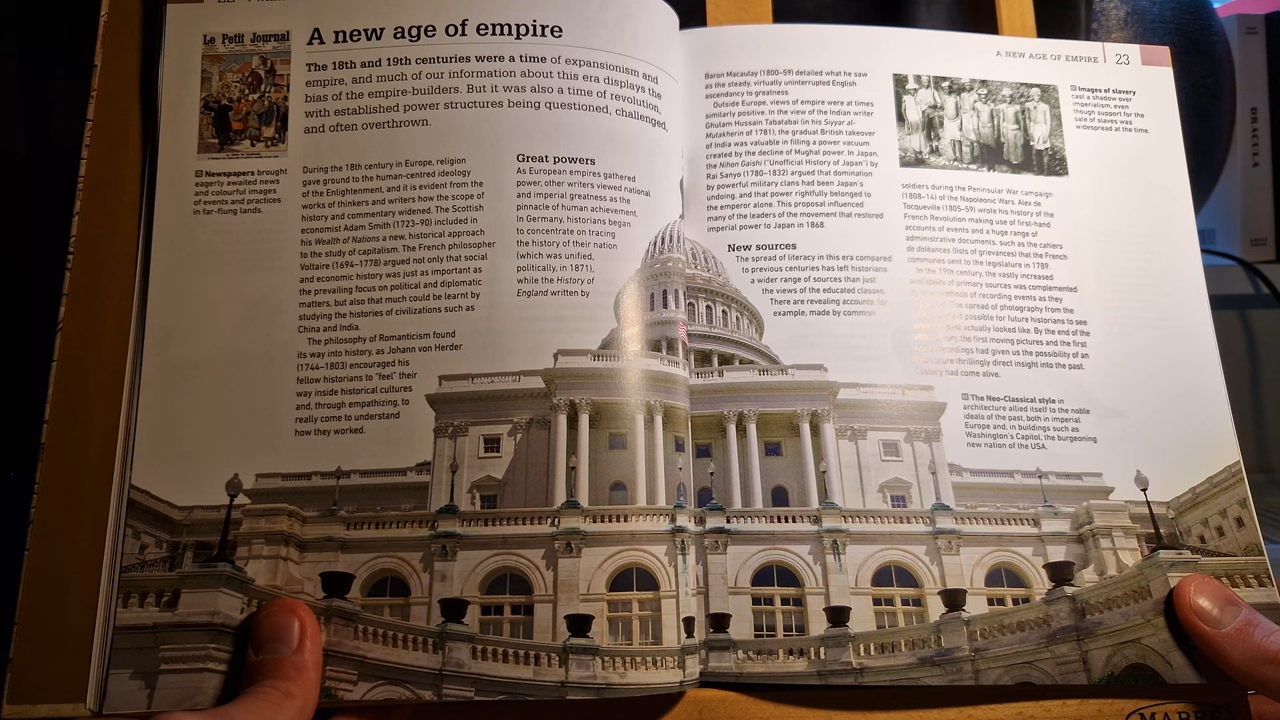 A new age of empire
The 18th and 19th centuries were a time of expansionism and
empire, and much of our information about this era displays the
bias of the empire-builders. But it was also a time of revolution,
with established power structures being questioned, challenged,
and often overthrown.
Le Petit Journal
Newspapers brought
eagerly awaited news
and colourful images
of events and practices
in far-flung lands.
During the 18th century in Europe, religion
gave ground to the human-centred ideology
of the Enlightenment, and it is evident from the
works of thinkers and writers how the scope of
history and commentary widened. The Scottish
economist Adam Smith (1723–90) included in
his Wealth of Nations a new, historical approach
to the study of capitalism. The French philosopher
Voltaire (1694–1778) argued not only that social
and economic history was just as important as
the prevailing focus on political and diplomatic
matters, but also that much could be learnt by
studying the histories of civilizations such as
China and India.
The philosophy of Romanticism found
its way into history, as Johann von Herder
(1744–1803) encouraged his
fellow historians to "feel" their
way inside historical cultures
and, through empathizing, to
really come to understand
how they worked.
Great powers
As European empires gathered
power, other writers viewed national
and imperial greatness as the
pinnacle of human achievement.
In Germany, historians began
to concentrate on tracing
the history of their nation
(which was unified,
politically, in 1871),
while the History of
England written by
A NEW AGE OF EMPIRE 23
Baron Macaulay (1800–59) detailed what he saw
as the steady, virtually uninterrupted English
ascendancy to greatness.
Outside Europe, views of empire were at times
similarly positive. In the view of the Indian writer
Ghulam Hussain Tabatabai (in his Siyyar al-
Mutakherin of 1781), the gradual British takeover
of India was valuable in filling a power vacuum
created by the decline of Mughal power. In Japan,
the Nihon Gaishi ("Unofficial History of Japan") by
Rai Sanyo (1780–1832) argued that domination
by powerful military clans had been Japan's
undoing, and that power rightfully belonged to
the emperor alone. This proposal influenced
many of the leaders of the movement that restored
imperial power to Japan in 1868.
New sources
The spread of literacy in this era compared
to previous centuries has left historians
a wider range of sources than just
the views of the educated classes.
There are revealing accounts, for
example, made by common
Images of slavery
cast a shadow over
imperialism, even
though support for the
sale of slaves was
widespread at the time.
soldiers during the Peninsular War campaign
(1808–14) of the Napoleonic Wars. Alex de
Tocqueville (1805–59) wrote his history of the
French Revolution making use of first-hand
accounts of events and a huge range of
administrative documents, such as the cahiers
de doléances (lists of grievances) that the French
communes sent to the legislature in 1789.
In the 19th century, the vastly increased
availability of primary sources was complemented
methods of recording events as they
The spread of photography from the
it possible for future historians to see
actually looked like. By the end of the
the first moving pictures and the first
recordings had given us the possibility of an
more thrillingly direct insight into the past.
had come alive.
The Neo-Classical style in
architecture allied itself to the noble
ideals of the past, both in imperial
Europe and, in buildings such as
Washington's Capitol, the burgeoning
new nation of the USA.
DRACULA